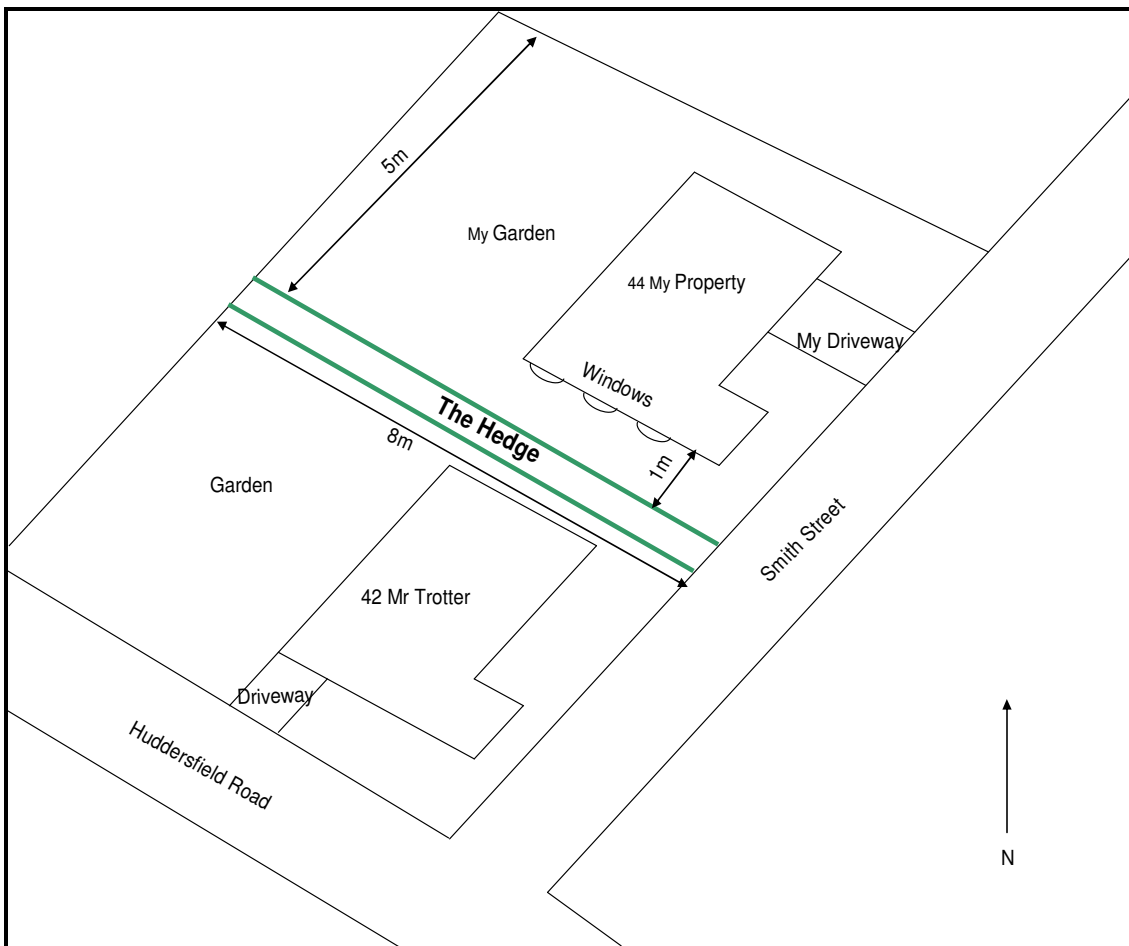 5m
My Garden
44 My Property
My Driveway
Windows
The Hedge
8m
1m
Garden
Smith Street
42 Mr Trotter
Driveway
Huddersfield Road
N